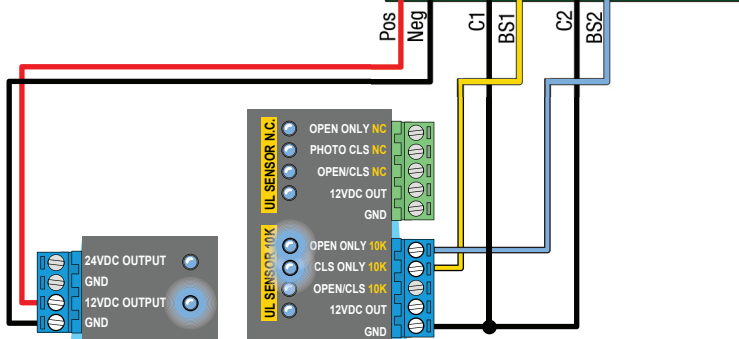 Pos
Neg
C1
BS1
C2
BS2
UL SENSOR N.C.
OPEN ONLY NC
PHOTO CLS NC
OPEN/CLS NC
12VDC OUT
GND
UL SENSOR 10K
OPEN ONLY 10K
CLS ONLY 10K
OPEN/CLS 10K
12VDC OUT
GND
24VDC OUTPUT
GND
12VDC OUTPUT
GND